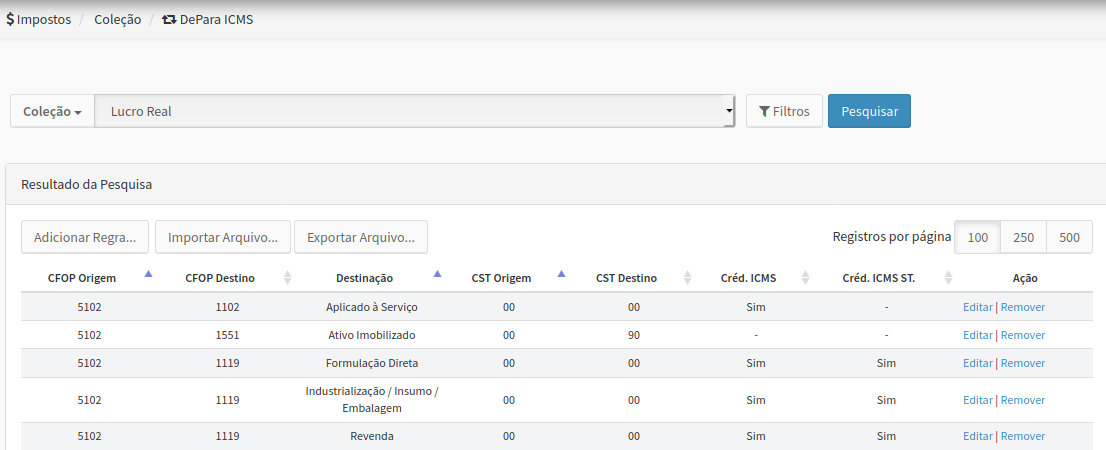 $ Impostos / Coleção / DePara ICMS
Coleção Lucro Real Filtros Pesquisar
Resultado da Pesquisa
Adicionar Regra... Importar Arquivo... Exportar Arquivo... Registros por página 100 250 500
CFOP Origem CFOP Destino Destinação CST Origem CST Destino Créd. ICMS Créd. ICMS ST. Ação
5102 1102 Aplicado à Serviço 00 00 Sim - Editar | Remover
5102 1551 Ativo Imobilizado 00 90 - - Editar | Remover
5102 1119 Formulação Direta 00 00 Sim Sim Editar | Remover
5102 1119 Industrialização / Insumo /
Embalagem 00 00 Sim Sim Editar | Remover
5102 1119 Revenda 00 00 Sim Sim Editar | Remover